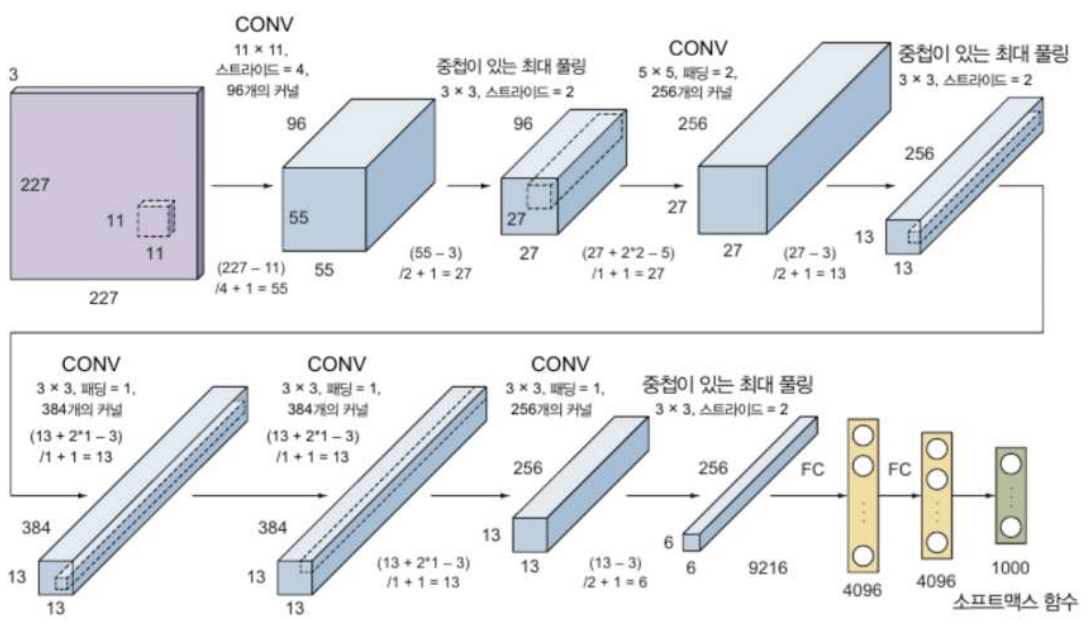 3
227
227
11
11
CONV
11 × 11,
스트라이드 = 4,
96개의 커널
(227 – 11)
/4 + 1 = 55
96
55
55
중첩이 있는 최대 풀링
3 × 3, 스트라이드 = 2
(55 – 3)
/2 + 1 = 27
96
27
27
CONV
5 × 5, 패딩 = 2,
256개의 커널
(27 + 2*2 – 5)
/1 + 1 = 27
256
27
27
중첩이 있는 최대 풀링
3 × 3, 스트라이드 = 2
(27 – 3)
/2 + 1 = 13
256
13
13
CONV
3 × 3, 패딩 = 1,
384개의 커널
(13 + 2*1 – 3)
/1 + 1 = 13
384
13
13
CONV
3 × 3, 패딩 = 1,
384개의 커널
(13 + 2*1 – 3)
/1 + 1 = 13
384
13
13
CONV
3 × 3, 패딩 = 1,
256개의 커널
(13 + 2*1 – 3)
/1 + 1 = 13
256
13
13
중첩이 있는 최대 풀링
3 × 3, 스트라이드 = 2
(13 – 3)
/2 + 1 = 6
256
6
6
9216
FC
4096
FC
4096
1000
소프트맥스 함수